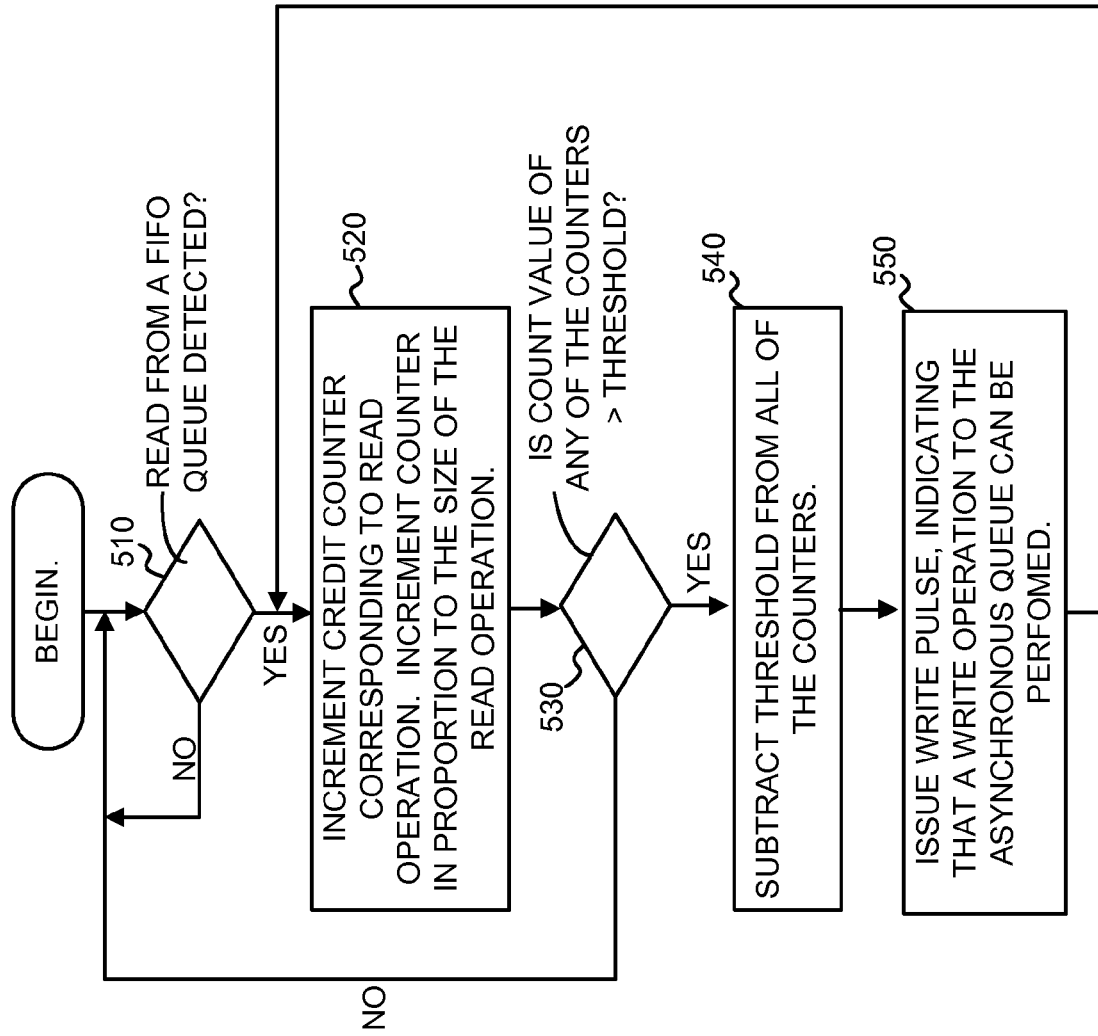 BEGIN.
510
READ FROM A FIFO
QUEUE DETECTED?
NO
YES
520
INCREMENT CREDIT COUNTER
CORRESPONDING TO READ
OPERATION. INCREMENT COUNTER
IN PROPORTION TO THE SIZE OF THE
READ OPERATION.
530
IS COUNT VALUE OF
ANY OF THE COUNTERS
> THRESHOLD?
NO
YES
540
SUBTRACT THRESHOLD FROM ALL OF
THE COUNTERS.
550
ISSUE WRITE PULSE, INDICATING
THAT A WRITE OPERATION TO THE
ASYNCHRONOUS QUEUE CAN BE
PERFOMED.